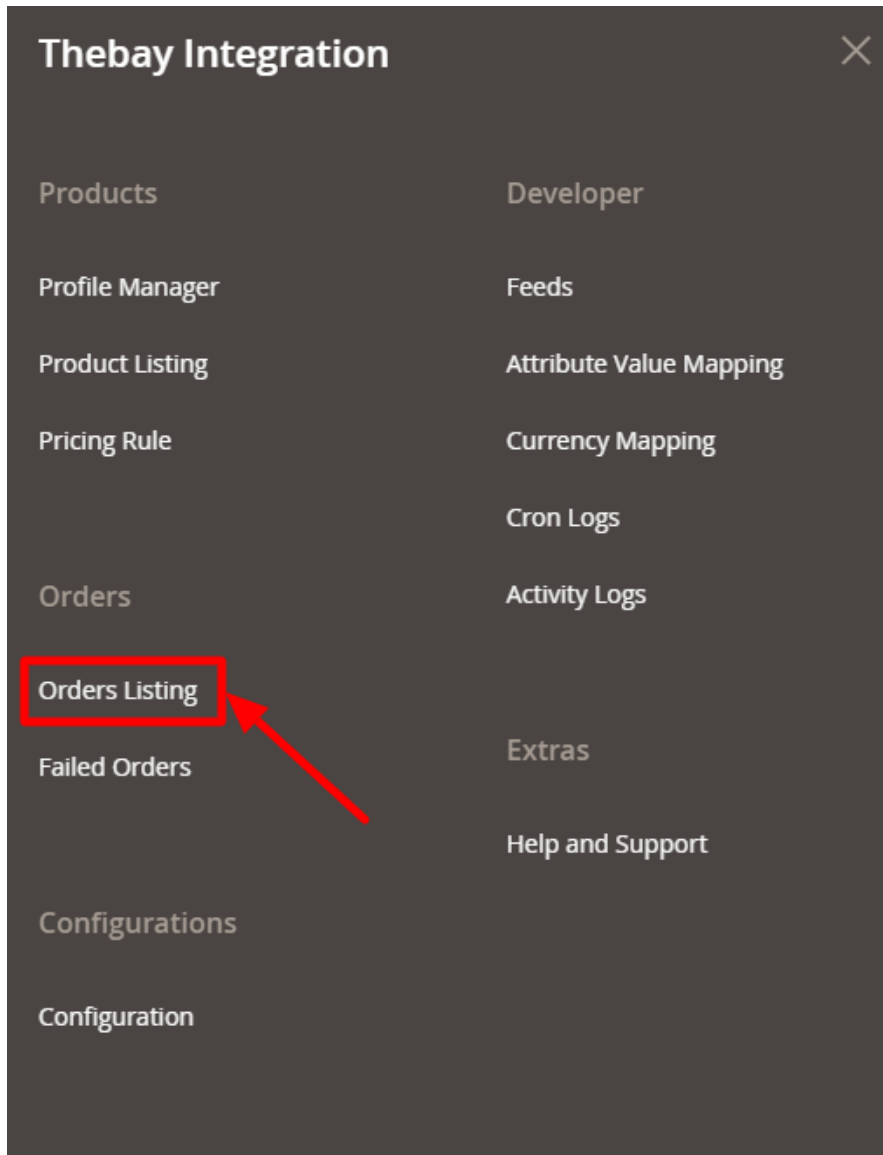 Thebay Integration
Products
Profile Manager
Product Listing
Pricing Rule
Orders
Orders Listing
Failed Orders
Configurations
Configuration
Developer
Feeds
Attribute Value Mapping
Currency Mapping
Cron Logs
Activity Logs
Extras
Help and Support